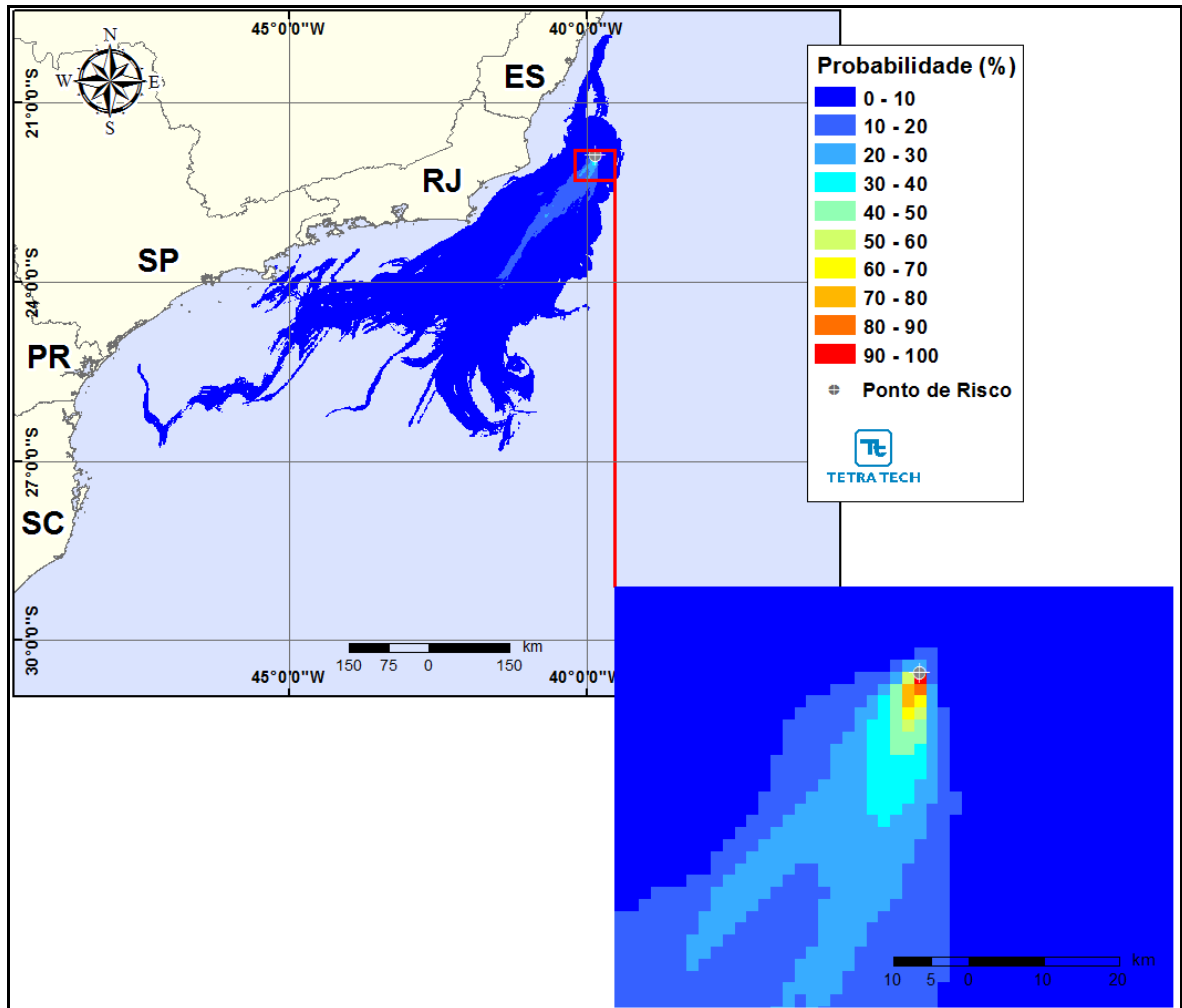 45°0'0"W
40°0'0"W
N
W
E
S
ES
21°0'0"S
RJ
SP
24°0'0"S
PR
27°0'0"S
SC
30°0'0"S
km
150 75 0 150
45°0'0"W
40°0'0"W
Probabilidade (%)
0 - 10
10 - 20
20 - 30
30 - 40
40 - 50
50 - 60
60 - 70
70 - 80
80 - 90
90 - 100
Ponto de Risco
Tt
TETRA TECH
km
10 5 0 10 20